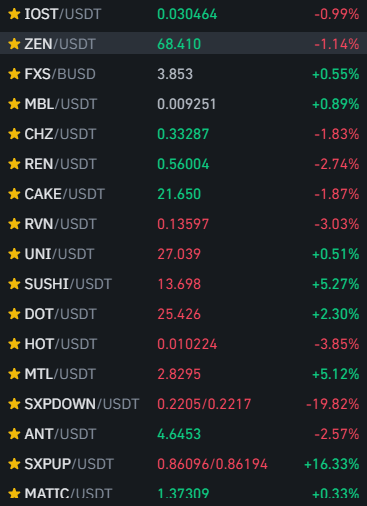 IOST/USDT 0.030464 -0.99%
ZEN/USDT 68.410 -1.14%
FXS/BUSD 3.853 +0.55%
MBL/USDT 0.009251 +0.89%
CHZ/USDT 0.33287 -1.83%
REN/USDT 0.56004 -2.74%
CAKE/USDT 21.650 -1.87%
RVN/USDT 0.13597 -3.03%
UNI/USDT 27.039 +0.51%
SUSHI/USDT 13.698 +5.27%
DOT/USDT 25.426 +2.30%
HOT/USDT 0.010224 -3.85%
MTL/USDT 2.8295 +5.12%
SXPDOWN/USDT 0.2205/0.2217 -19.82%
ANT/USDT 4.6453 -2.57%
SXPUP/USDT 0.86096/0.86194 +16.33%
MATIC/USDT 1.37309 +0.33%